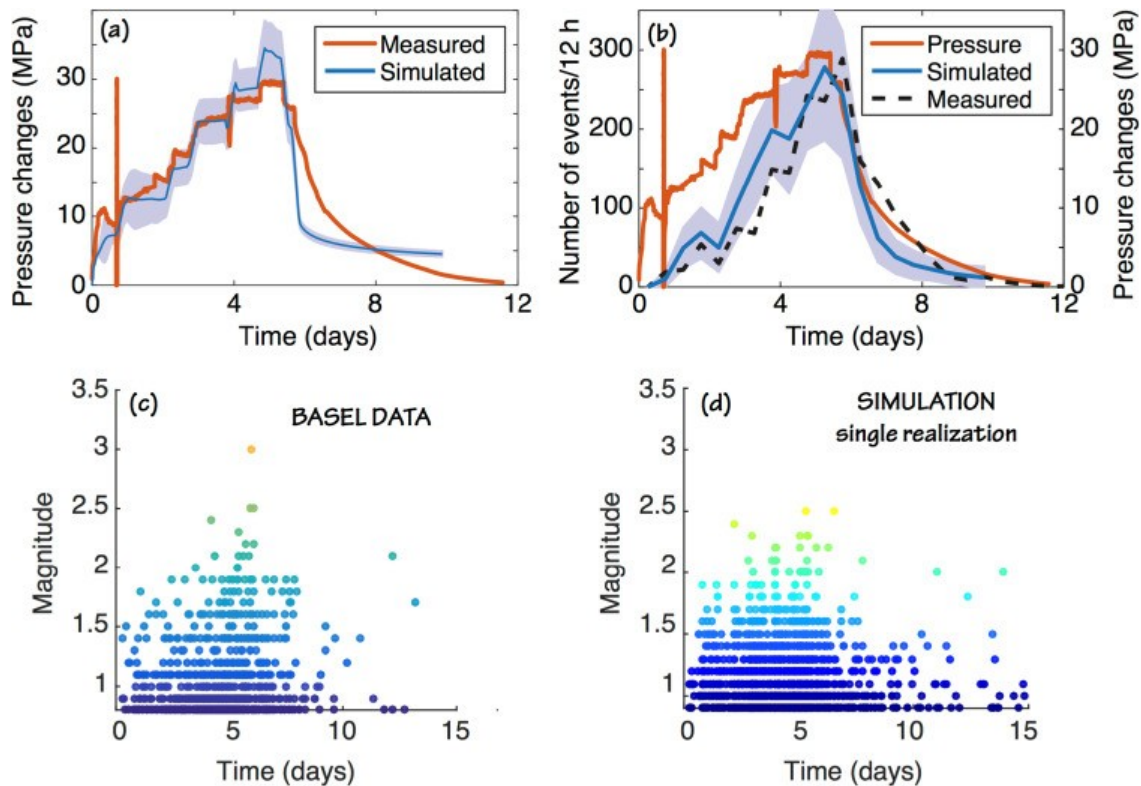 (a)
Measured
Simulated
Pressure changes (MPa)
30
20
10
0
0 4 8 12
Time (days)
(b)
Pressure
Simulated
Measured
Number of events/12 h
300
200
100
0
Pressure changes (MPa)
30
20
10
0
0 4 8 12
Time (days)
(c)
BASEL DATA
Magnitude
3.5
3
2.5
2
1.5
1
0 5 10 15
Time (days)
(d)
SIMULATION
single realization
Magnitude
3.5
3
2.5
2
1.5
1
0 5 10 15
Time (days)